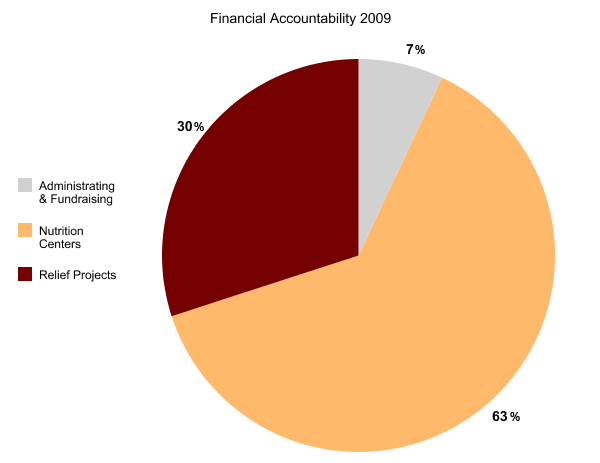 Financial Accountability 2009
7%
30%
Administrating
& Fundraising
Nutrition
Centers
Relief Projects
63%